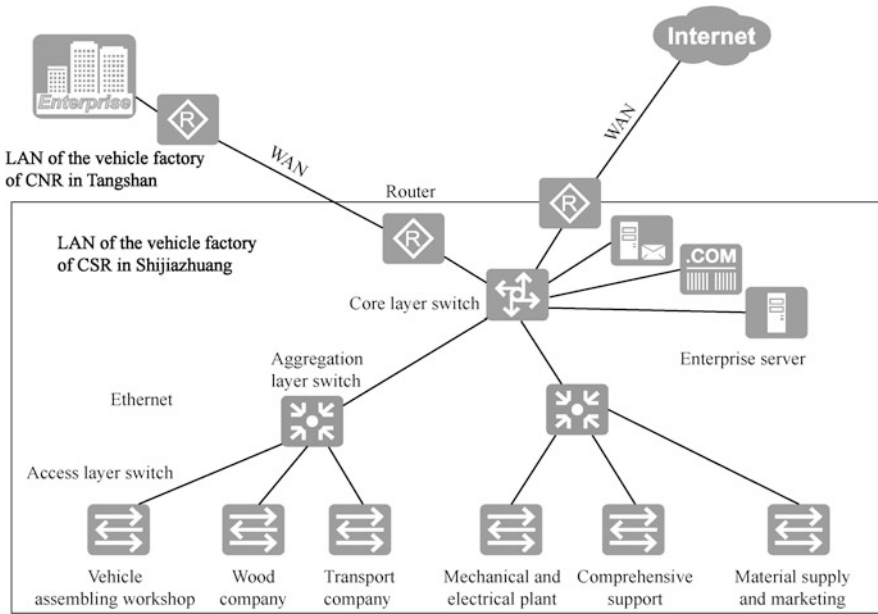 Internet
Enterprise
WAN
LAN of the vehicle factory
of CNR in Tangshan
WAN
Router
R
R
R
LAN of the vehicle factory
of CSR in Shijiazhuang
.COM
Core layer switch
Enterprise server
Aggregation
layer switch
Ethernet
Access layer switch
Vehicle
assembling workshop
Wood
company
Transport
company
Mechanical and
electrical plant
Comprehensive
support
Material supply
and marketing